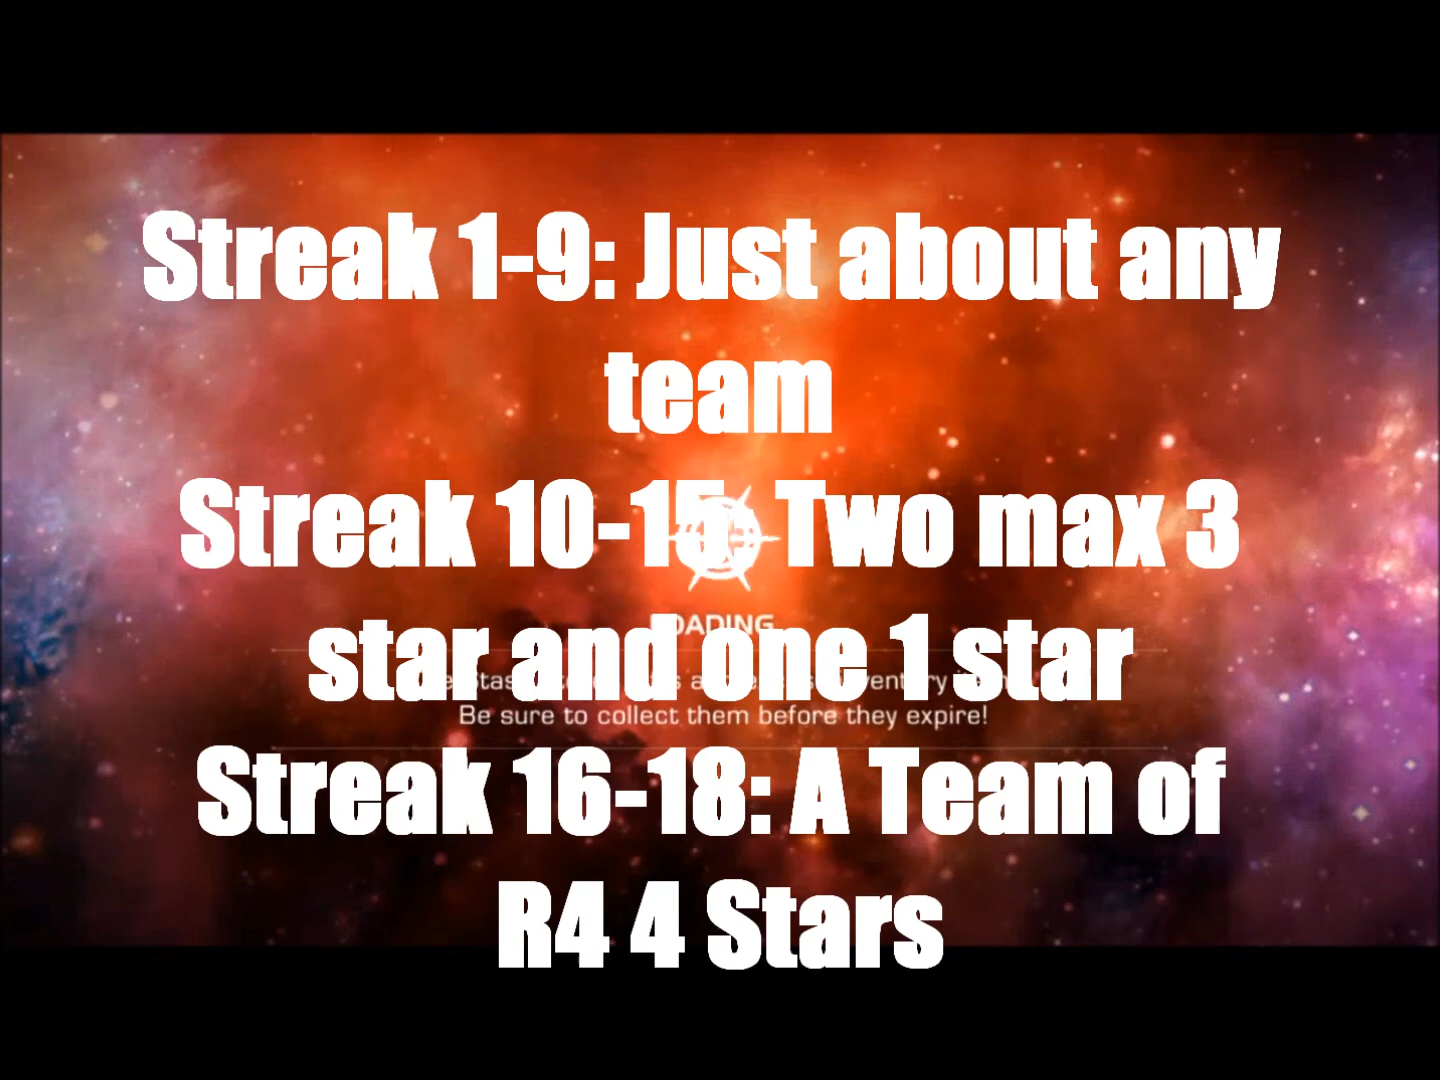 Streak 1-9: Just about any
team
Streak 10-15: Two max 3
star and one 1 star
LOADING
Be sure to collect them before they expire!
Streak 16-18: A Team of
R4 4 Stars